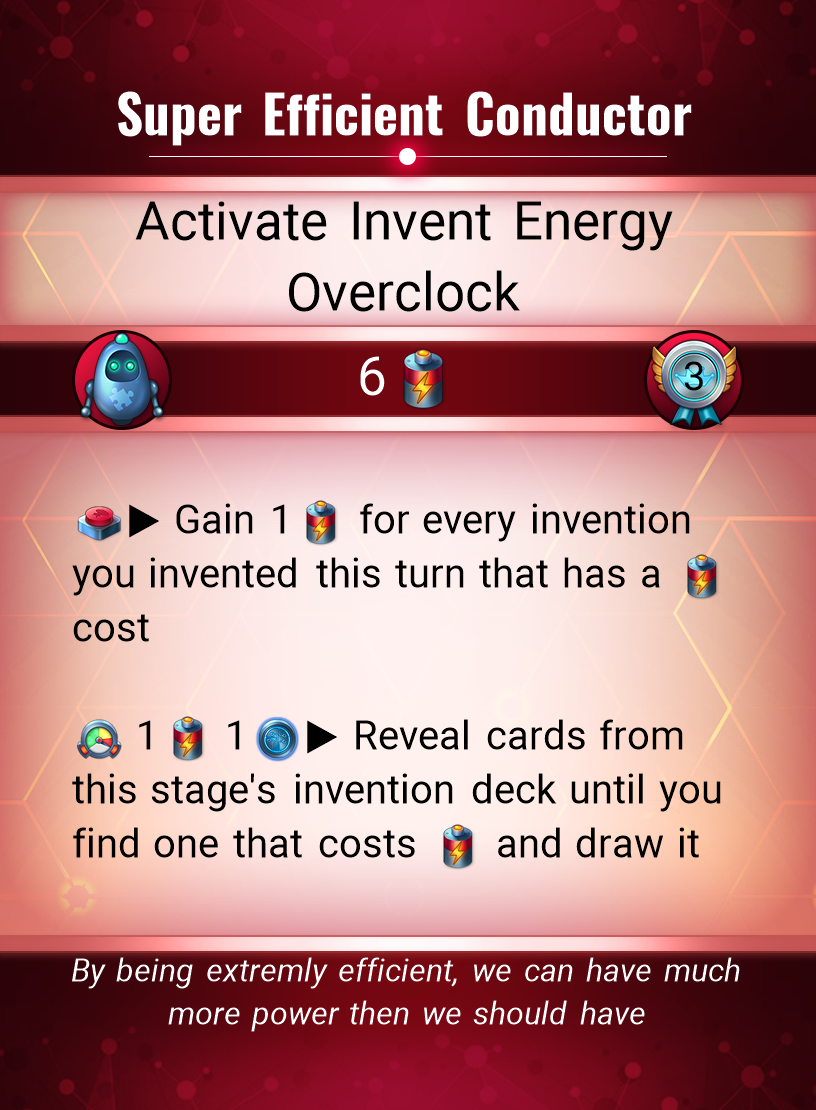 Super Efficient Conductor
Activate Invent Energy
Overclock
6
3
▶ Gain 1 for every invention
you invented this turn that has a
cost
1 1 ▶ Reveal cards from
this stage's invention deck until you
find one that costs and draw it
By being extremly efficient, we can have much
more power then we should have